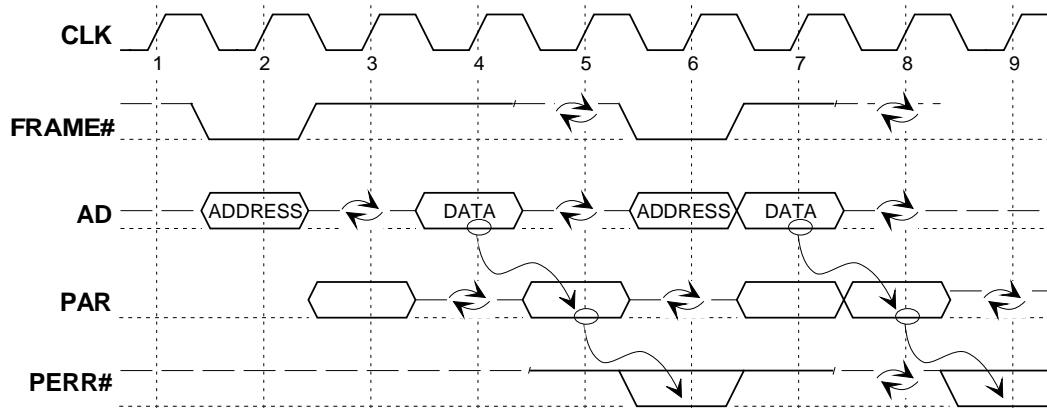 CLK
1 2 3 4 5 6 7 8 9
FRAME#
AD ADDRESS DATA ADDRESS DATA
PAR
PERR#